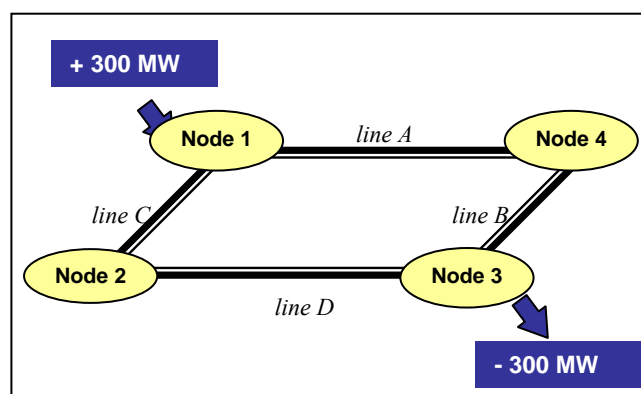 + 300 MW
Node 1
line A
Node 4
line C
line B
Node 2
Node 3
line D
- 300 MW